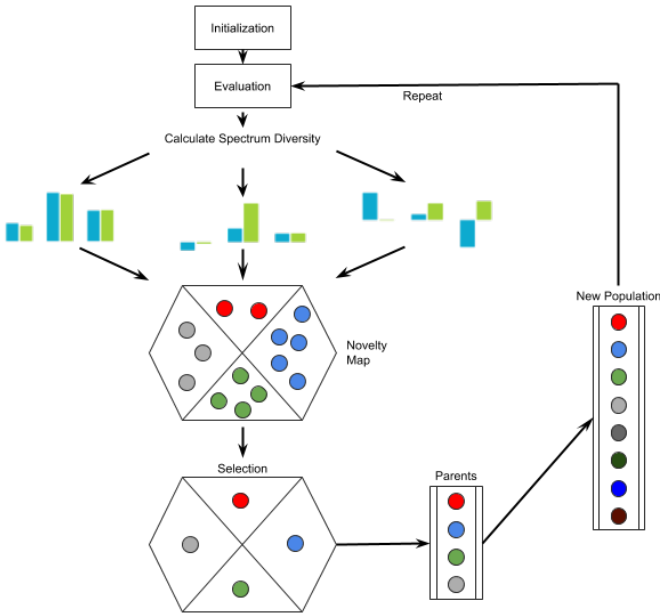 Initialization
Evaluation
Repeat
Calculate Spectrum Diversity
New Population
Novelty
Map
Selection
Parents